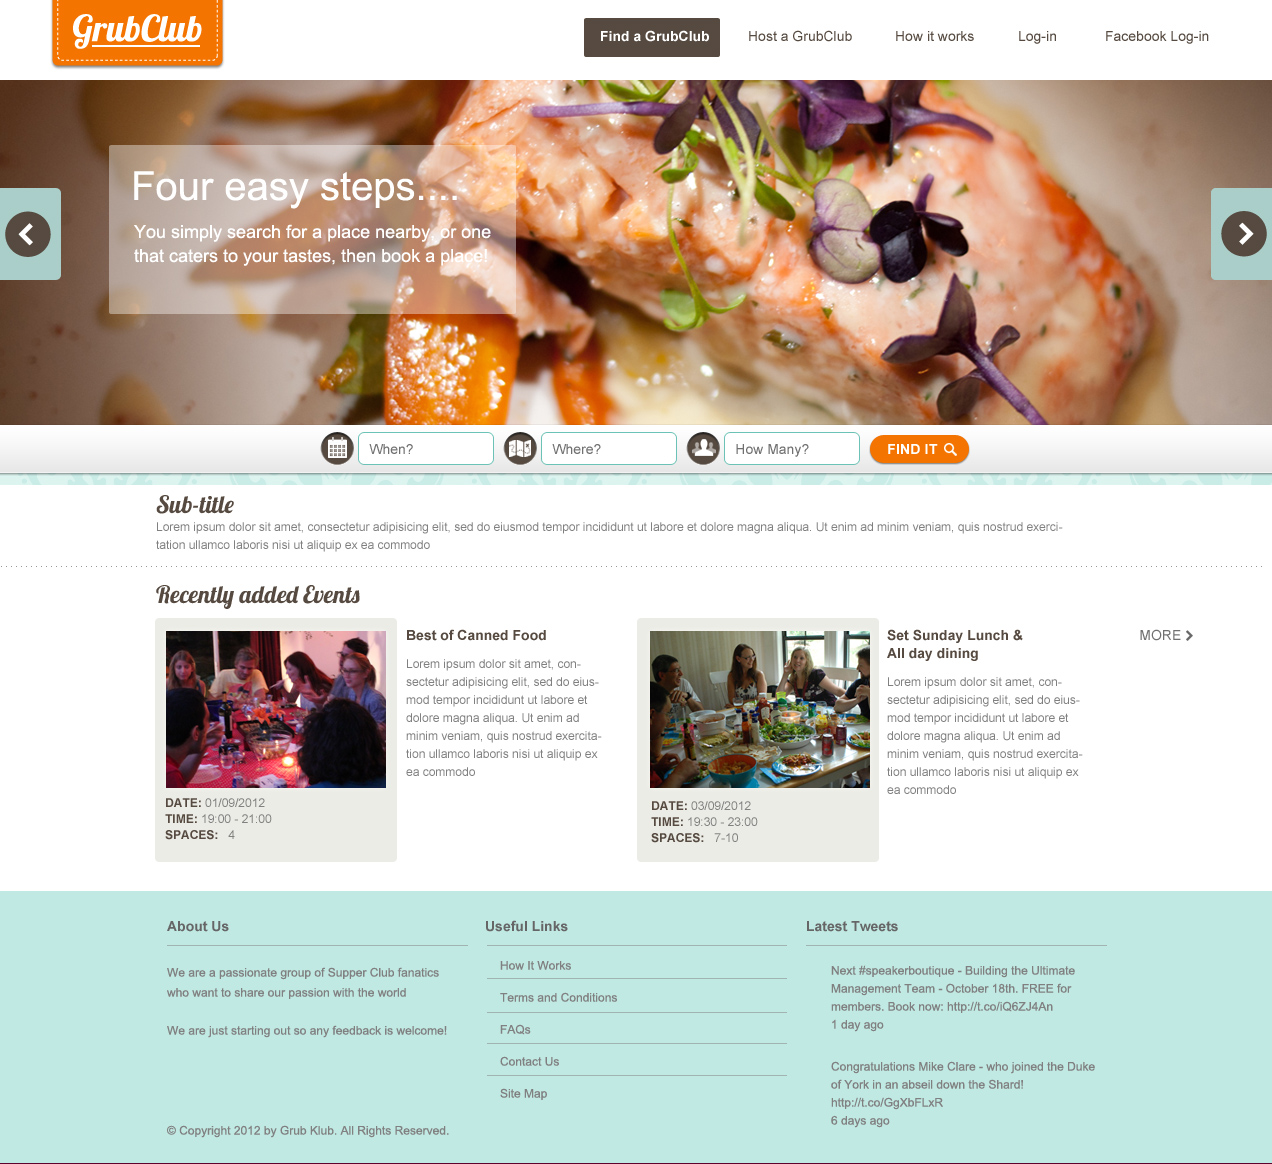 GrubClub
Find a GrubClub
Host a GrubClub
How it works
Log-in
Facebook Log-in
Four easy steps....
You simply search for a place nearby, or one
that caters to your tastes, then book a place!
When?
Where?
How Many?
FIND IT
Sub-title
Lorem ipsum dolor sit amet, consectetur adipisicing elit, sed do eiusmod tempor incididunt ut labore et dolore magna aliqua. Ut enim ad minim veniam, quis nostrud exerci-
tation ullamco laboris nisi ut aliquip ex ea commodo
Recently added Events
Best of Canned Food
Lorem ipsum dolor sit amet, con-
sectetur adipisicing elit, sed do eius-
mod tempor incididunt ut labore et
dolore magna aliqua. Ut enim ad
minim veniam, quis nostrud exercita-
tion ullamco laboris nisi ut aliquip ex
ea commodo
DATE: 01/09/2012
TIME: 19:00 - 21:00
SPACES: 4
Set Sunday Lunch &
All day dining
Lorem ipsum dolor sit amet, con-
sectetur adipisicing elit, sed do eius-
mod tempor incididunt ut labore et
dolore magna aliqua. Ut enim ad
minim veniam, quis nostrud exercita-
tion ullamco laboris nisi ut aliquip ex
ea commodo
DATE: 03/09/2012
TIME: 19:30 - 23:00
SPACES: 7-10
MORE
About Us
We are a passionate group of Supper Club fanatics
who want to share our passion with the world
We are just starting out so any feedback is welcome!
© Copyright 2012 by Grub Klub. All Rights Reserved.
Useful Links
How It Works
Terms and Conditions
FAQs
Contact Us
Site Map
Latest Tweets
Next #speakerboutique - Building the Ultimate
Management Team - October 18th. FREE for
members. Book now: http://t.co/iQ6ZJ4An
1 day ago
Congratulations Mike Clare - who joined the Duke
of York in an abseil down the Shard!
http://t.co/GgXbFLxR
6 days ago